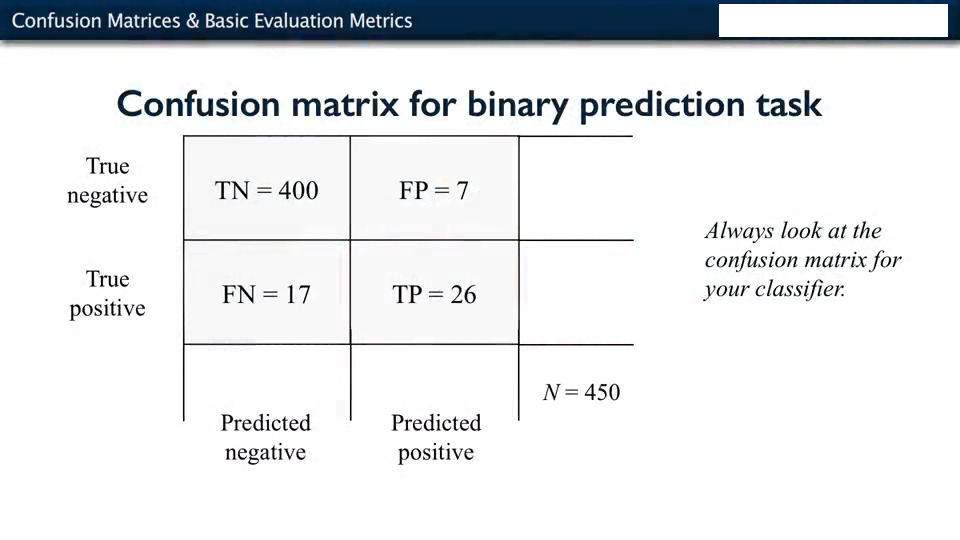 Confusion Matrices & Basic Evaluation Metrics
Confusion matrix for binary prediction task
True
negative
TN = 400
FP = 7
True
positive
FN = 17
TP = 26
Always look at the
confusion matrix for
your classifier.
N = 450
Predicted
negative
Predicted
positive